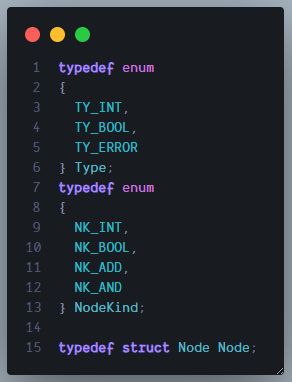 1 typedef enum
2 {
3   TY_INT,
4   TY_BOOL,
5   TY_ERROR
6 } Type;
7 typedef enum
8 {
9   NK_INT,
10   NK_BOOL,
11   NK_ADD,
12   NK_AND
13 } NodeKind;
14
15 typedef struct Node Node;